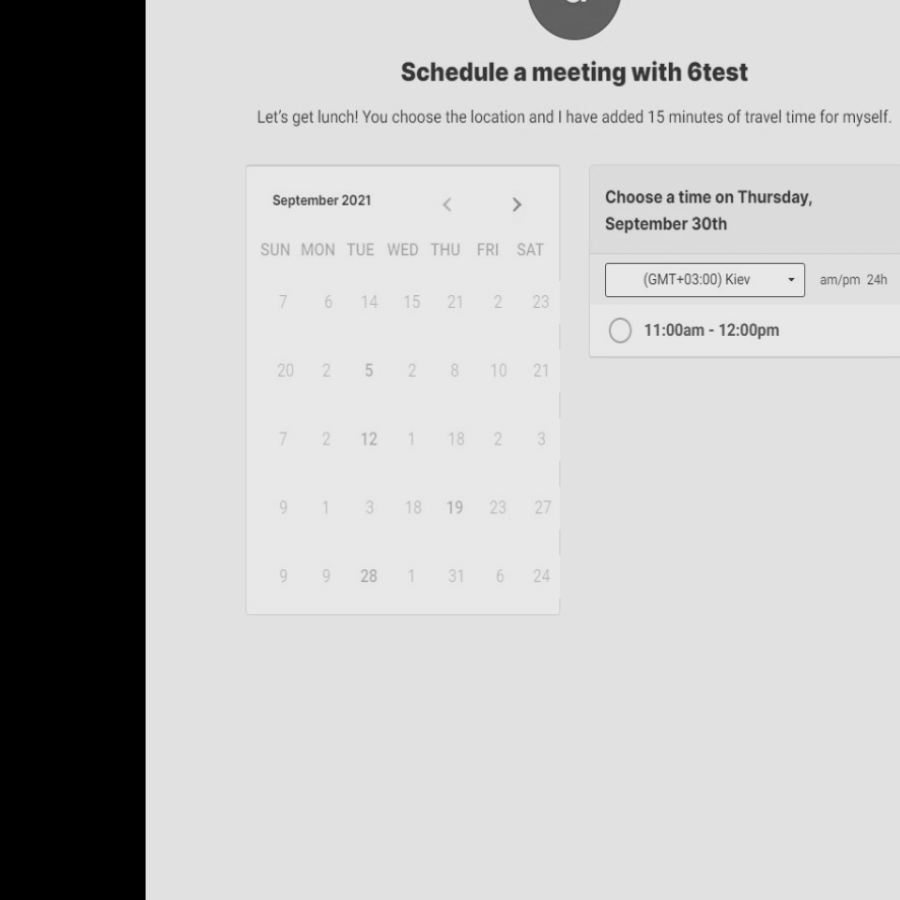 Schedule a meeting with 6test
Let's get lunch! You choose the location and I have added 15 minutes of travel time for myself.
September 2021
SUN MON TUE WED THU FRI SAT
7 6 14 15 21 2 23
20 2 5 2 8 10 21
7 2 12 1 18 2 3
9 1 3 18 19 23 27
9 9 28 1 31 6 24
Choose a time on Thursday,
September 30th
(GMT+03:00) Kiev am/pm 24h
11:00am - 12:00pm